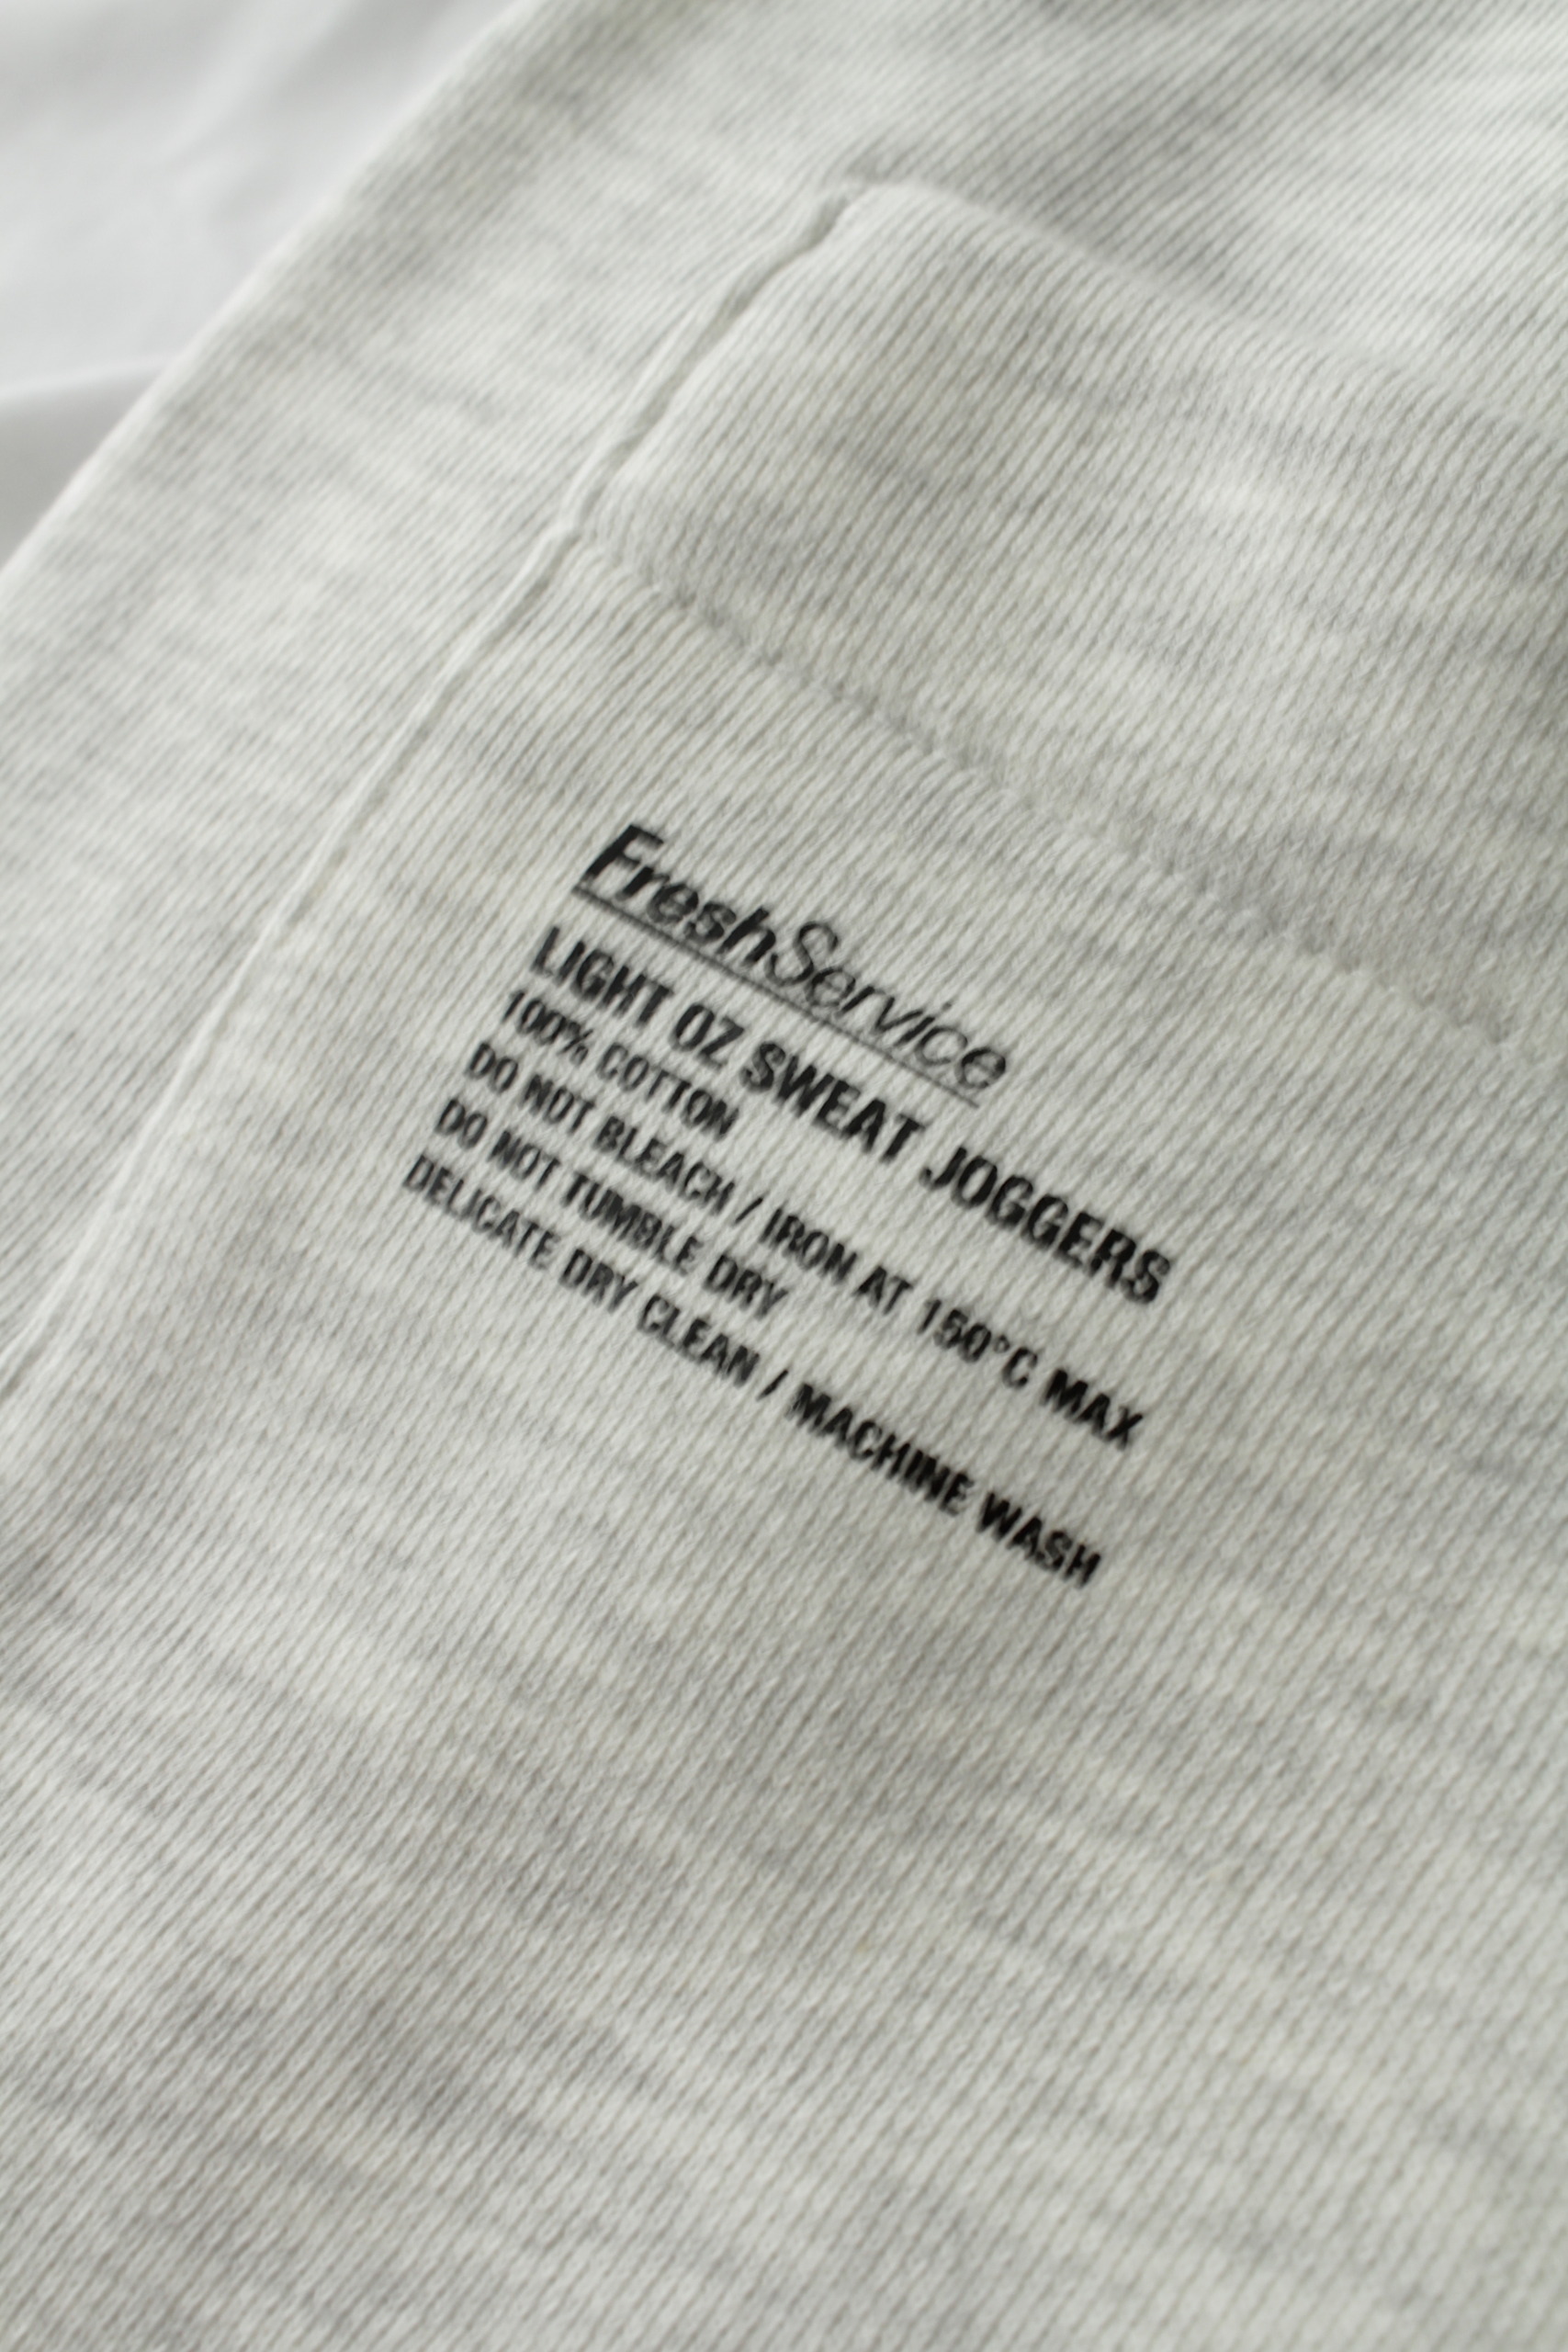 FreshService
LIGHT OZ SWEAT JOGGERS
100% COTTON
DO NOT BLEACH / IRON AT 150°C MAX
DO NOT TUMBLE DRY
DELICATE DRY CLEAN / MACHINE WASH